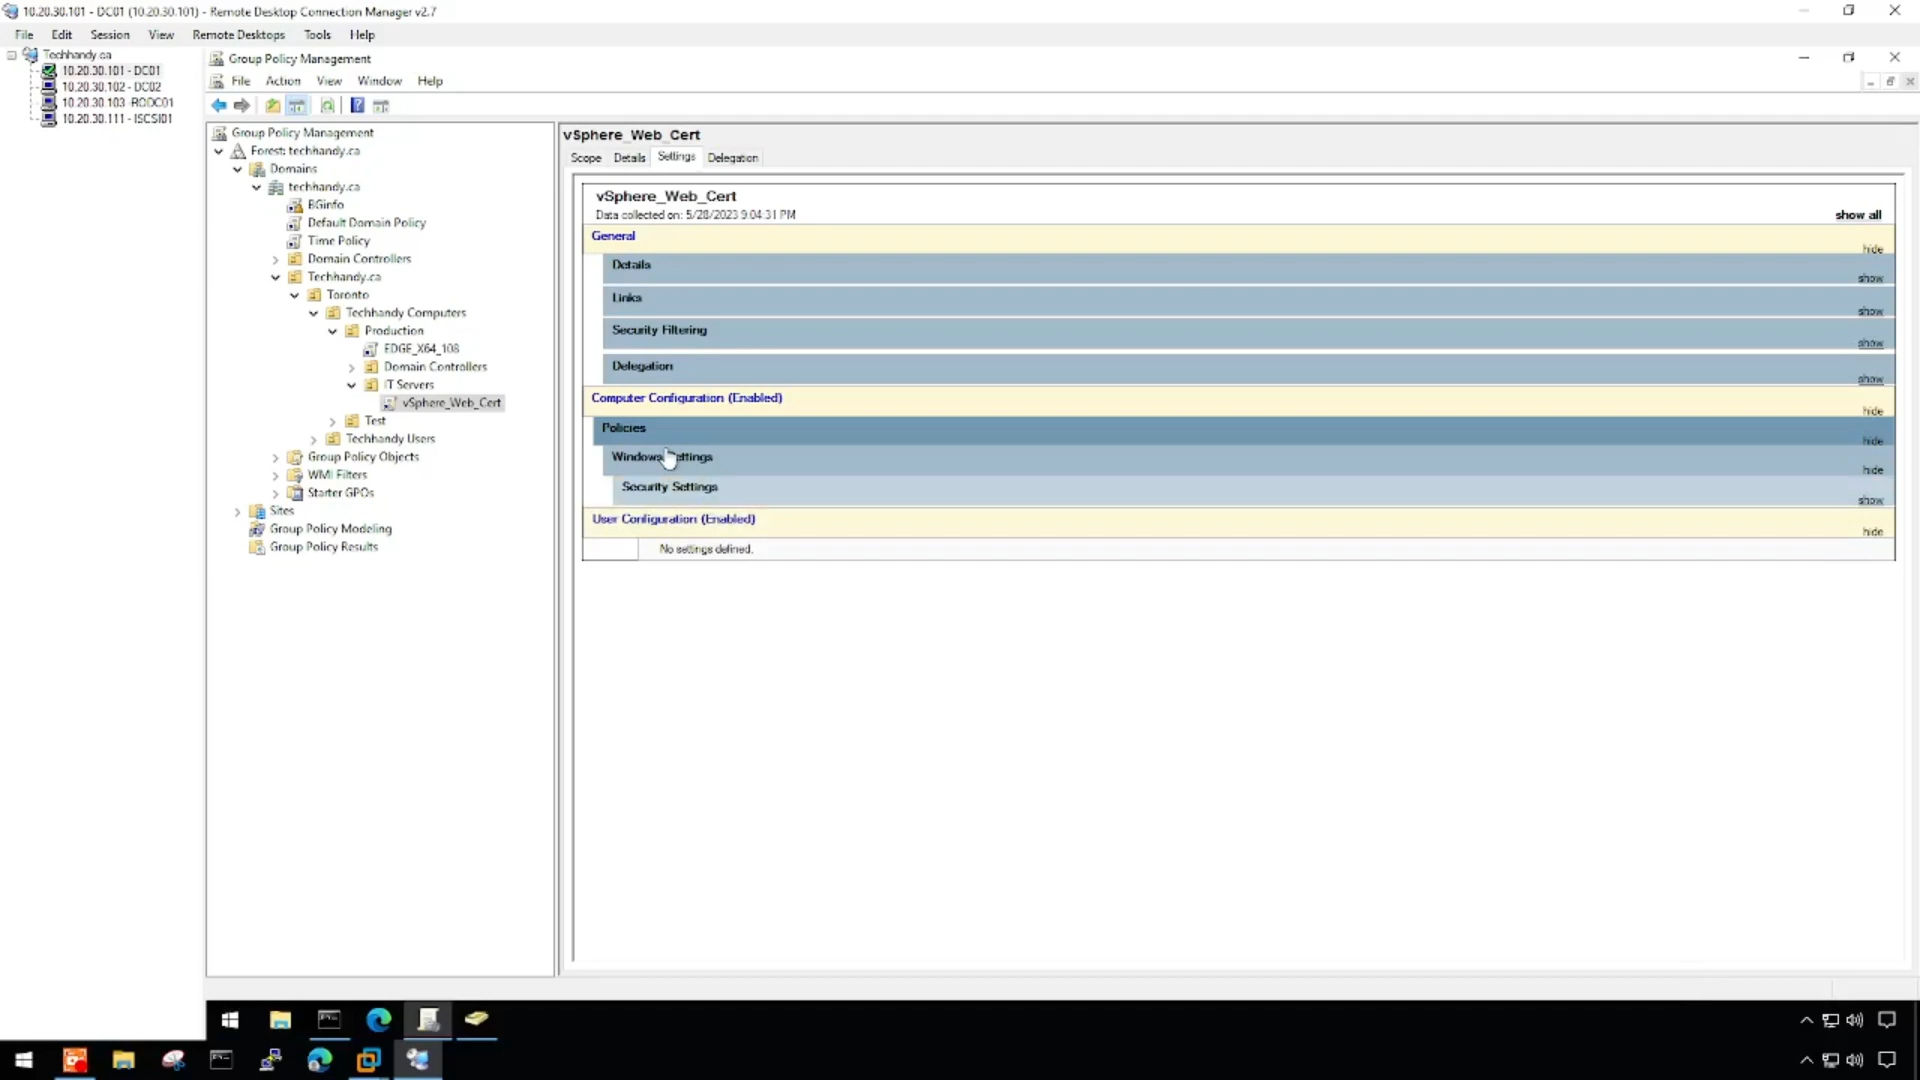 10.20.30.101 - DC01 (10.20.30.101) - Remote Desktop Connection Manager v2.7
File Edit Session View Remote Desktops Tools Help
Techhandy.ca
10.20.30.101 - DC01
10.20.30.102 - DC02
10.20.30.103 -RODC01
10.20.30.111 - ISCSI01
Group Policy Management
File Action View Window Help
Group Policy Management
Forest: techhandy.ca
Domains
techhandy.ca
BGinfo
Default Domain Policy
Time Policy
Domain Controllers
Techhandy.ca
Toronto
Techhandy Computers
Production
EDGE_X64_108
Domain Controllers
IT Servers
vSphere_Web_Cert
Test
Techhandy Users
Group Policy Objects
WMI Filters
Starter GPOs
Sites
Group Policy Modeling
Group Policy Results
vSphere_Web_Cert
Scope Details Settings Delegation
vSphere_Web_Cert
Data collected on: 5/28/2023 9:04:31 PM
show all
General
hide
Details
show
Links
show
Security Filtering
show
Delegation
show
Computer Configuration (Enabled)
hide
Policies
hide
Windows Settings
hide
Security Settings
show
User Configuration (Enabled)
hide
No settings defined.